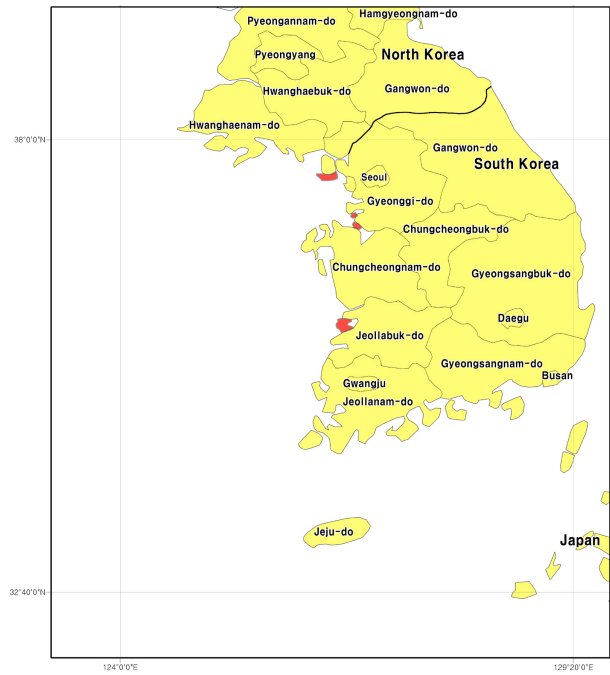 Hamgyeongnam-do
Pyeongannam-do
North Korea
Pyeongyang
Hwanghaebuk-do
Gangwon-do
Hwanghaenam-do
38°0'0"N
Gangwon-do
South Korea
Seoul
Gyeonggi-do
Chungcheongbuk-do
Chungcheongnam-do
Gyeongsangbuk-do
Daegu
Jeollabuk-do
Gyeongsangnam-do
Busan
Gwangju
Jeollanam-do
Jeju-do
Japan
32°40'0"N
124°0'0"E
129°20'0"E